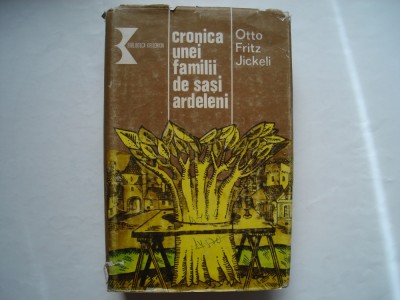 cronica
unei
familii
de sași
ardeleni
Otto
Fritz
Jickeli